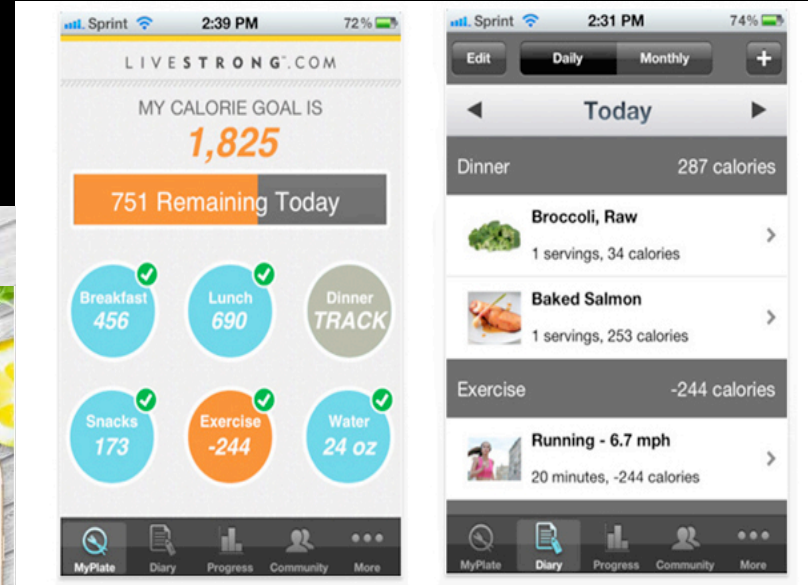 Sprint 2:39 PM 72%
LIVESTRONG™.COM
MY CALORIE GOAL IS
1,825
751 Remaining Today
Breakfast
456
Lunch
690
Dinner
TRACK
Snacks
173
Exercise
-244
Water
24 oz
MyPlate Diary Progress Community More
Sprint 2:31 PM 74%
Edit Daily Monthly +
Today
Dinner 287 calories
Broccoli, Raw
1 servings, 34 calories
Baked Salmon
1 servings, 253 calories
Exercise -244 calories
Running - 6.7 mph
20 minutes, -244 calories
MyPlate Diary Progress Community More